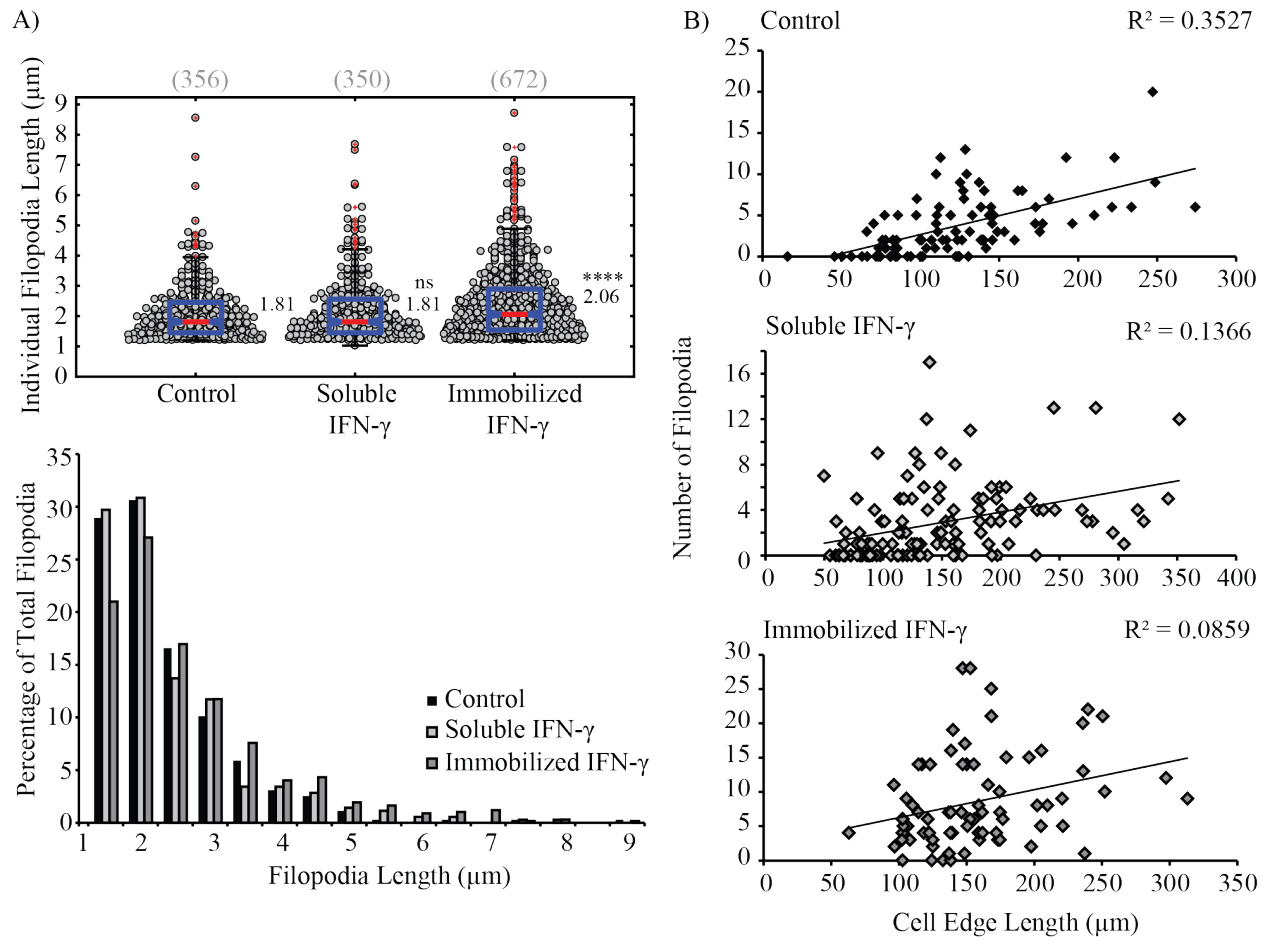 A)
(356) (350) (672)
Individual Filopodia Length (µm)
9
8
7
6
5
4
3
2
1
0
1.81
ns
1.81
****
2.06
Control
Soluble
IFN-γ
Immobilized
IFN-γ
Percentage of Total Filopodia
35
30
25
20
15
10
5
0
Control
Soluble IFN-γ
Immobilized IFN-γ
1 2 3 4 5 6 7 8 9
Filopodia Length (µm)
B)
Number of Filopodia
Control
R² = 0.3527
25
20
15
10
5
0
0 50 100 150 200 250 300
Soluble IFN-γ
R² = 0.1366
16
12
8
4
0
0 50 100 150 200 250 300 350 400
Immobilized IFN-γ
R² = 0.0859
30
25
20
15
10
5
0
0 50 100 150 200 250 300 350
Cell Edge Length (µm)